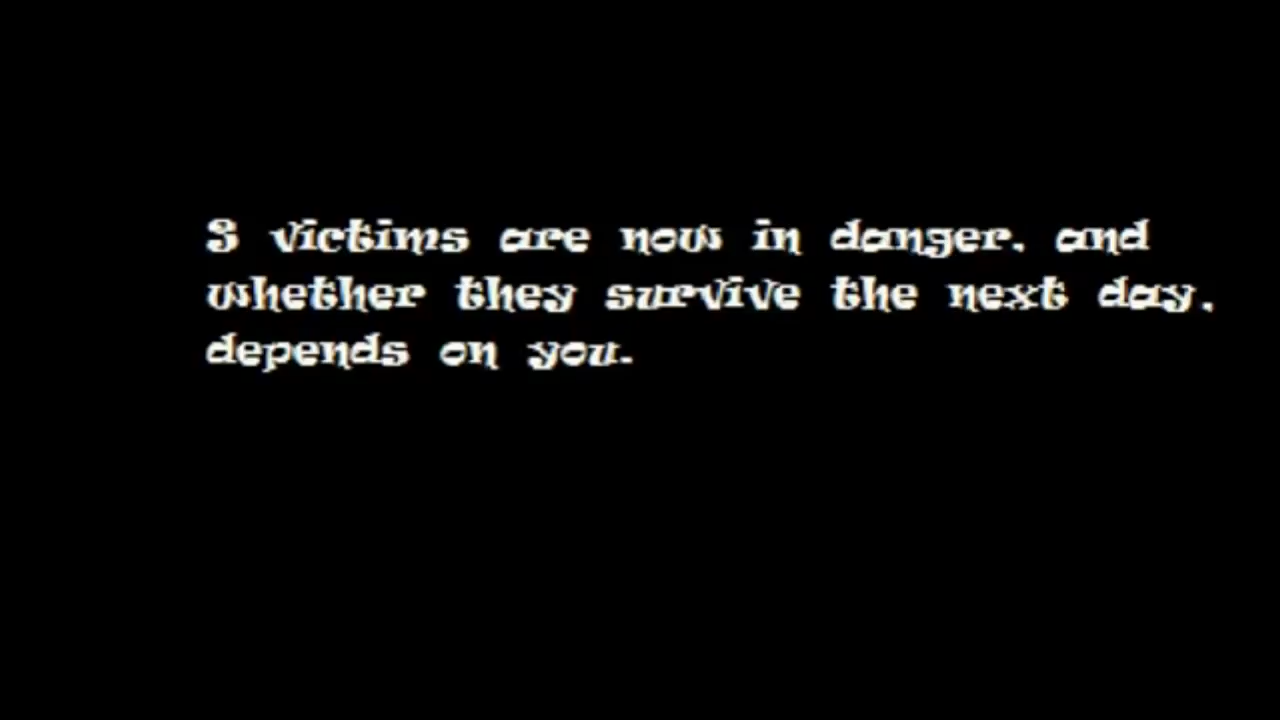 3 victims are now in danger, and
whether they survive the next day,
depends on you.